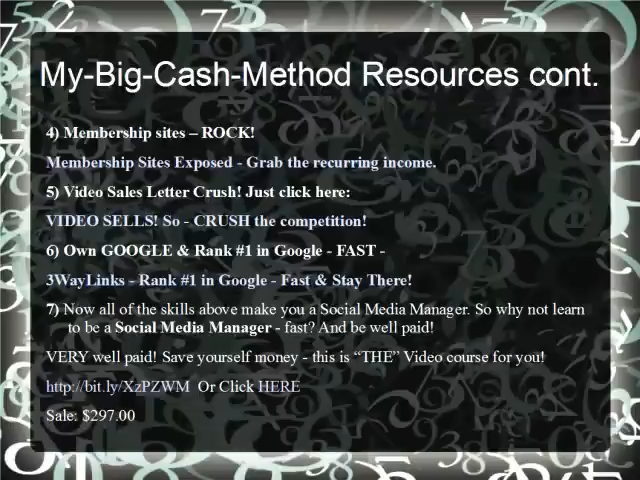 My-Big-Cash-Method Resources cont.
4) Membership sites – ROCK!
Membership Sites Exposed - Grab the recurring income.
5) Video Sales Letter Crush! Just click here:
VIDEO SELLS! So - CRUSH the competition!
6) Own GOOGLE & Rank #1 in Google - FAST -
3WayLinks - Rank #1 in Google - Fast & Stay There!
7) Now all of the skills above make you a Social Media Manager. So why not learn
to be a Social Media Manager - fast? And be well paid!
VERY well paid! Save yourself money - this is “THE” Video course for you!
http://bit.ly/XzPZWM Or Click HERE
Sale: $297.00